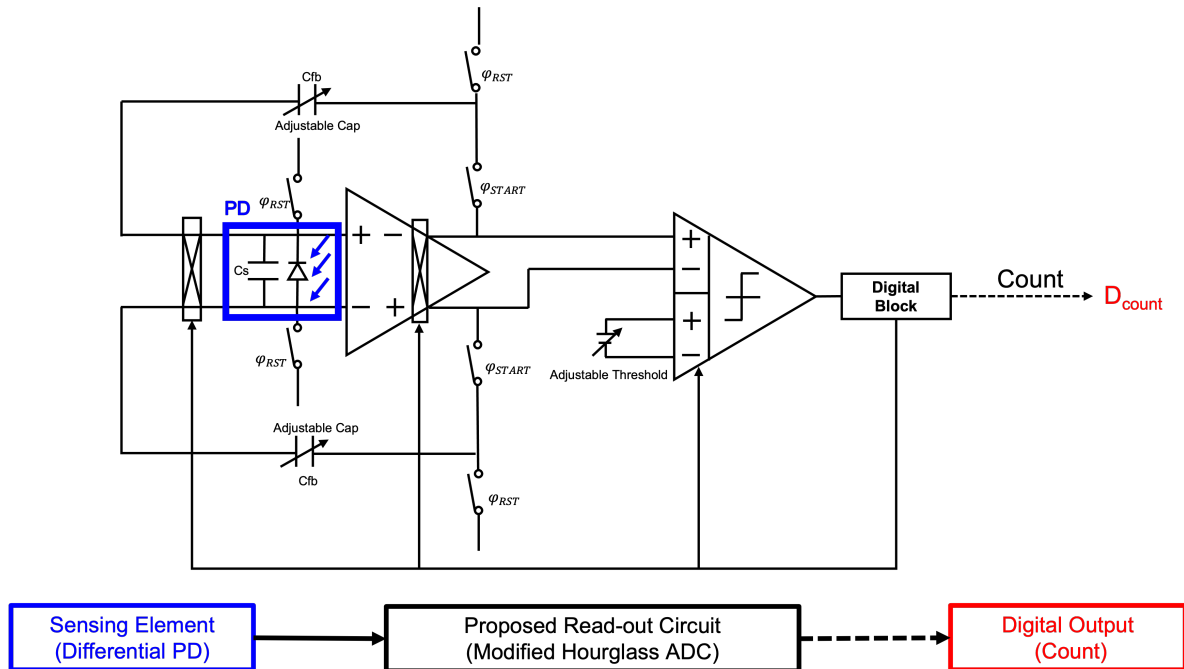 φRST
Cfb
Adjustable Cap
φSTART
φRST
PD
Cs
+ −
− +
+
−
+
−
Digital
Block
Count
Dcount
φRST
φSTART
Adjustable Threshold
Adjustable Cap
Cfb
φRST
Sensing Element
(Differential PD)
Proposed Read-out Circuit
(Modified Hourglass ADC)
Digital Output
(Count)